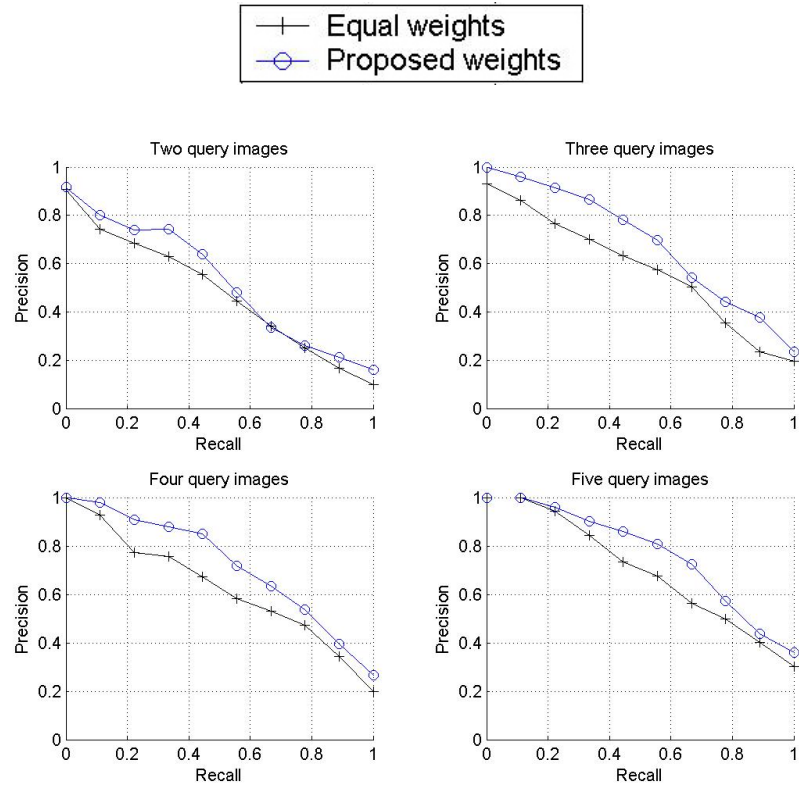 Equal weights
Proposed weights
Two query images
1
0.8
0.6
0.4
0.2
0
Precision
0 0.2 0.4 0.6 0.8 1
Recall
Three query images
1
0.8
0.6
0.4
0.2
0
Precision
0 0.2 0.4 0.6 0.8 1
Recall
Four query images
1
0.8
0.6
0.4
0.2
0
Precision
0 0.2 0.4 0.6 0.8 1
Recall
Five query images
1
0.8
0.6
0.4
0.2
0
Precision
0 0.2 0.4 0.6 0.8 1
Recall